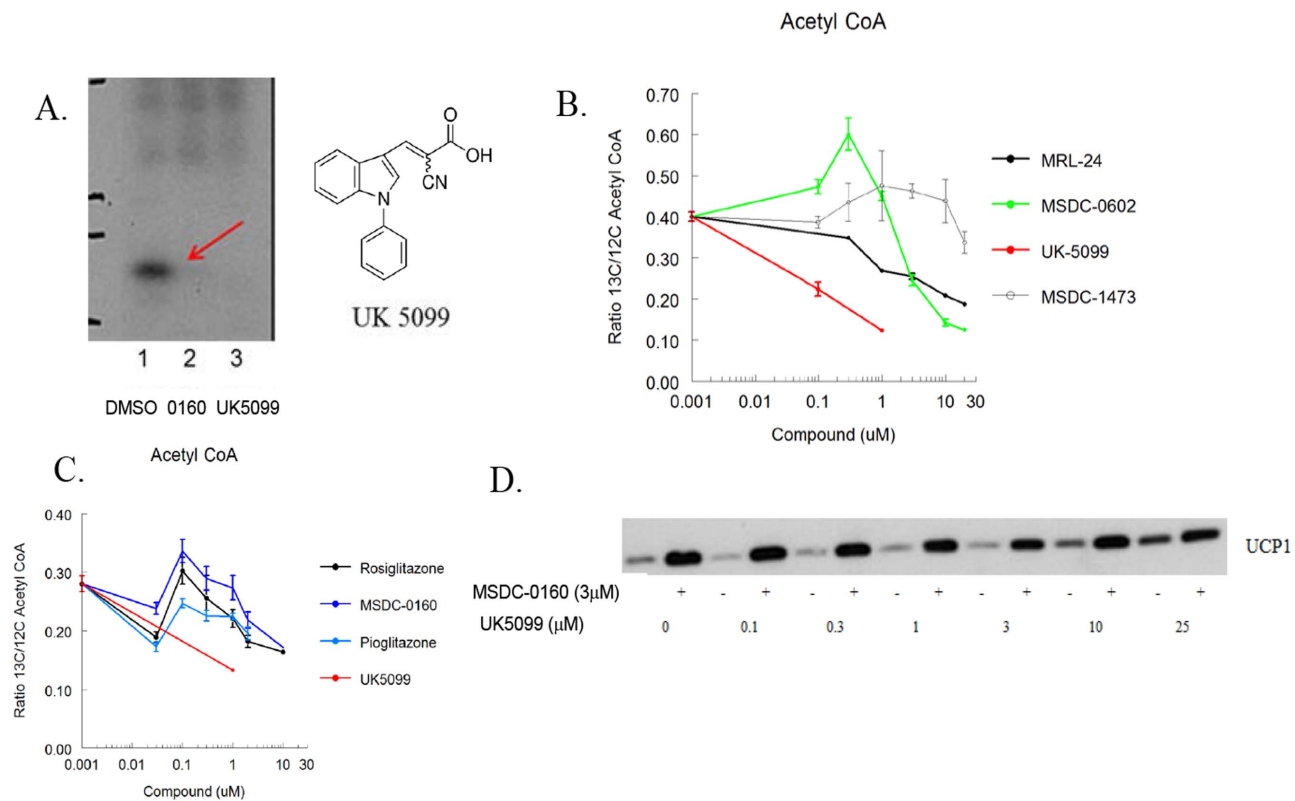 Acetyl CoA
A.
O
OH
CN
N
UK 5099
1 2 3
DMSO 0160 UK5099
B.
0.70
0.60
0.50
0.40
0.30
0.20
0.10
0.00
Ratio 13C/12C Acetyl CoA
0.001 0.1 1 10 30
Compound (uM)
MRL-24
MSDC-0602
UK-5099
MSDC-1473
C.
Acetyl CoA
0.40
0.30
0.20
0.10
0.00
Ratio 13C/12C Acetyl CoA
0.001 0.01 0.1 1 10 30
Compound (uM)
Rosiglitazone
MSDC-0160
Pioglitazone
UK5099
D.
UCP1
MSDC-0160 (3μM) + - + - + - + - + - + - +
UK5099 (μM) 0 0.1 0.3 1 3 10 25